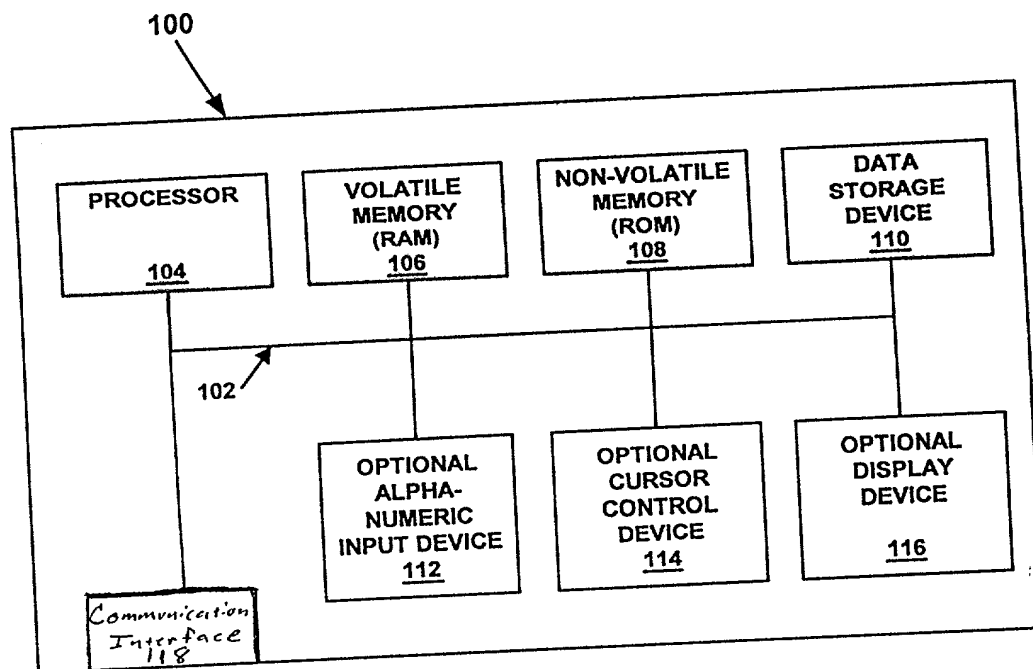 100
PROCESSOR
104
VOLATILE
MEMORY
(RAM)
106
NON-VOLATILE
MEMORY
(ROM)
108
DATA
STORAGE
DEVICE
110
102
OPTIONAL
ALPHA-
NUMERIC
INPUT DEVICE
112
OPTIONAL
CURSOR
CONTROL
DEVICE
114
OPTIONAL
DISPLAY
DEVICE
116
Communication
Interface
118